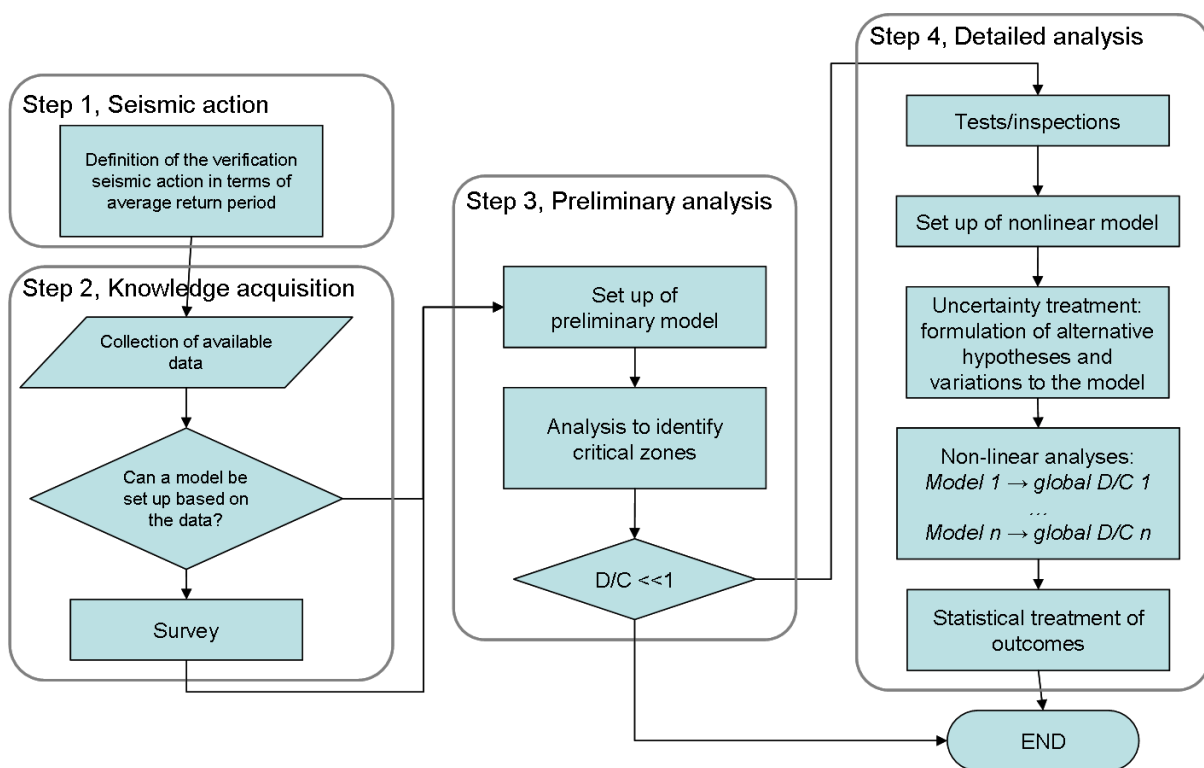 Step 1, Seismic action
Definition of the verification
seismic action in terms of
average return period
Step 2, Knowledge acquisition
Collection of available
data
Can a model be
set up based on
the data?
Survey
Step 3, Preliminary analysis
Set up of
preliminary model
Analysis to identify
critical zones
D/C <<1
Step 4, Detailed analysis
Tests/inspections
Set up of nonlinear model
Uncertainty treatment:
formulation of alternative
hypotheses and
variations to the model
Non-linear analyses:
Model 1 → global D/C 1
...
Model n → global D/C n
Statistical treatment of
outcomes
END